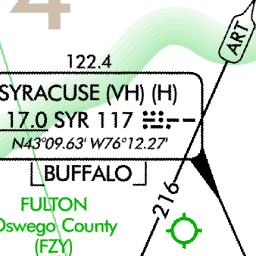 4
ART
122.4
SYRACUSE (VH) (H)
17.0 SYR 117
N43°09.63' W76°12.27'
BUFFALO
216
FULTON
Oswego County
(FZY)